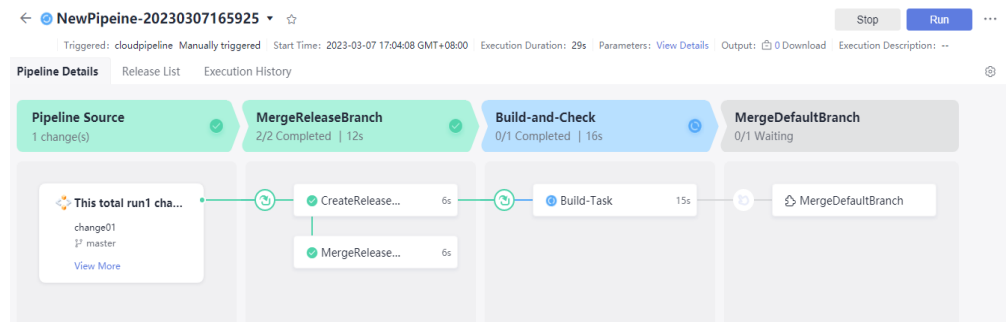 NewPipeine-20230307165925
Stop
Run
Triggered: cloudpipeline Manually triggered
Start Time: 2023-03-07 17:04:08 GMT+08:00
Execution Duration: 29s
Parameters: View Details
Output: 0 Download
Execution Description: --
Pipeline Details
Release List
Execution History
Pipeline Source
1 change(s)
MergeReleaseBranch
2/2 Completed | 12s
Build-and-Check
0/1 Completed | 16s
MergeDefaultBranch
0/1 Waiting
This total run1 cha...
change01
master
View More
CreateRelease... 6s
MergeRelease... 6s
Build-Task 15s
MergeDefaultBranch